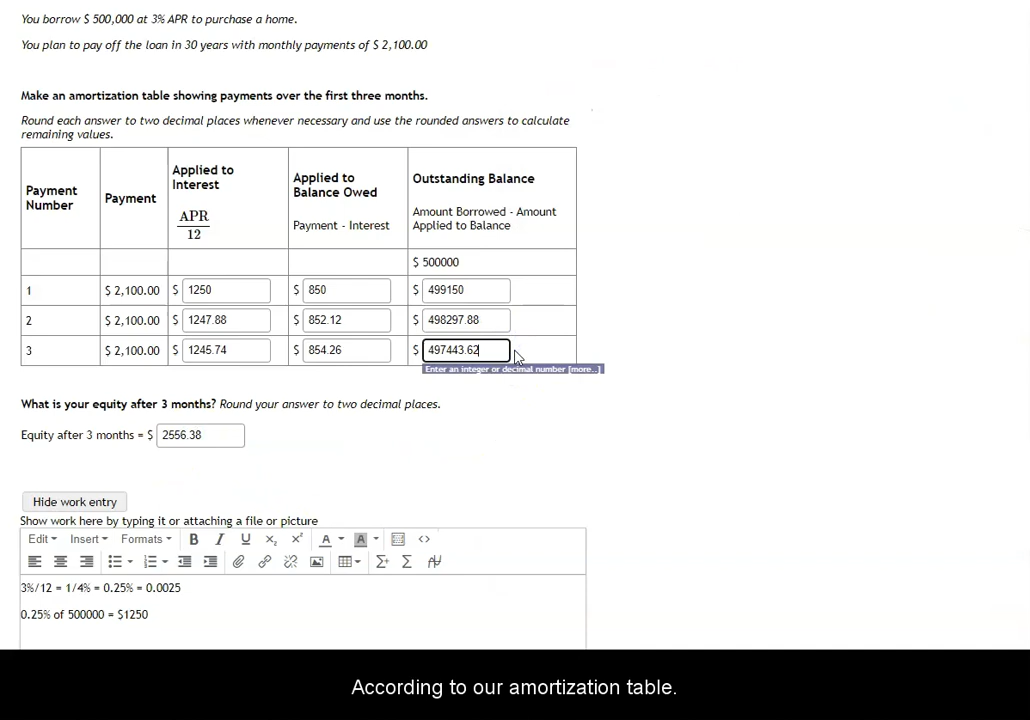 You borrow $ 500,000 at 3% APR to purchase a home.
You plan to pay off the loan in 30 years with monthly payments of $ 2,100.00
Make an amortization table showing payments over the first three months.
Round each answer to two decimal places whenever necessary and use the rounded answers to calculate
remaining values.
Payment Number Payment Applied to Interest APR/12 Applied to Balance Owed Payment - Interest Outstanding Balance Amount Borrowed - Amount Applied to Balance
$ 500000
1 $ 2,100.00 $ 1250 $ 850 $ 499150
2 $ 2,100.00 $ 1247.88 $ 852.12 $ 498297.88
3 $ 2,100.00 $ 1245.74 $ 854.26 $ 497443.62
Enter an integer or decimal number [more..]
What is your equity after 3 months? Round your answer to two decimal places.
Equity after 3 months = $ 2556.38
Hide work entry
Show work here by typing it or attaching a file or picture
Edit Insert Formats B I U x₂ x² A A <>
Σ+ Σ
3%/12 = 1/4% = 0.25% = 0.0025
0.25% of 500000 = $1250
According to our amortization table.